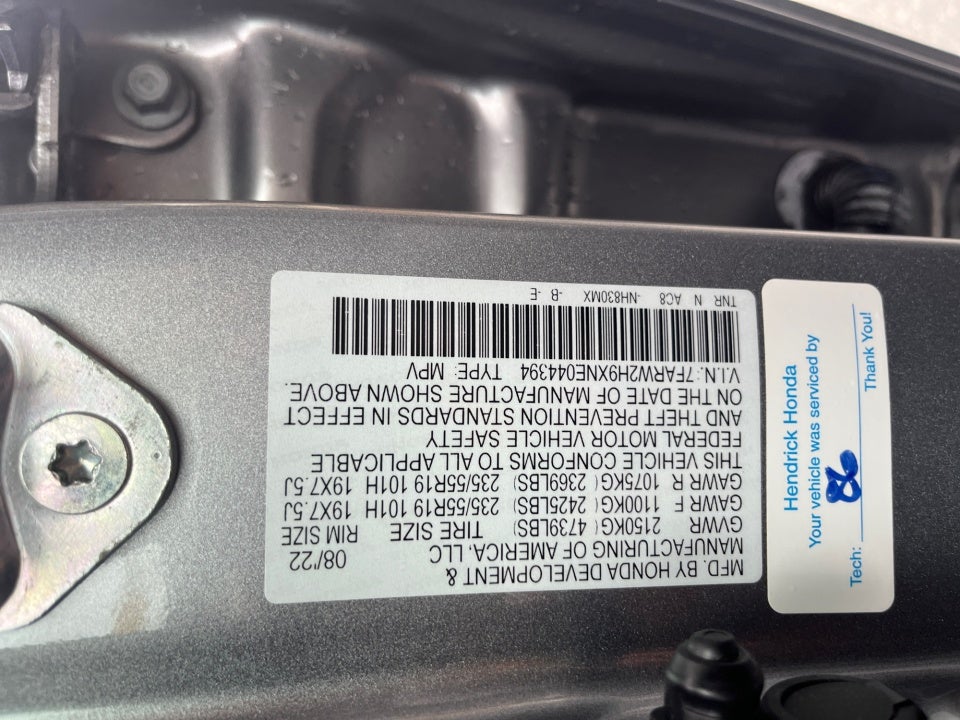 MFD. BY HONDA DEVELOPMENT &
MANUFACTURING OF AMERICA, LLC 08/'22
GVWR 2150KG ( 4739LBS) TIRE SIZE RIM SIZE
GAWR F 1100KG ( 2425LBS) 235/55R19 101H 19X7.5J
GAWR R 1075KG ( 2369LBS) 235/55R19 101H 19X7.5J
THIS VEHICLE CONFORMS TO ALL APPLICABLE
FEDERAL MOTOR VEHICLE SAFETY
AND THEFT PREVENTION STANDARDS IN EFFECT
ON THE DATE OF MANUFACTURE SHOWN ABOVE.
V.I.N.:7FARW2H9XNE044394 TYPE: MPV
TNR N AC8 -NH830MX -B -E
Hendrick Honda
Your vehicle was serviced by
Tech: 86
Thank You!